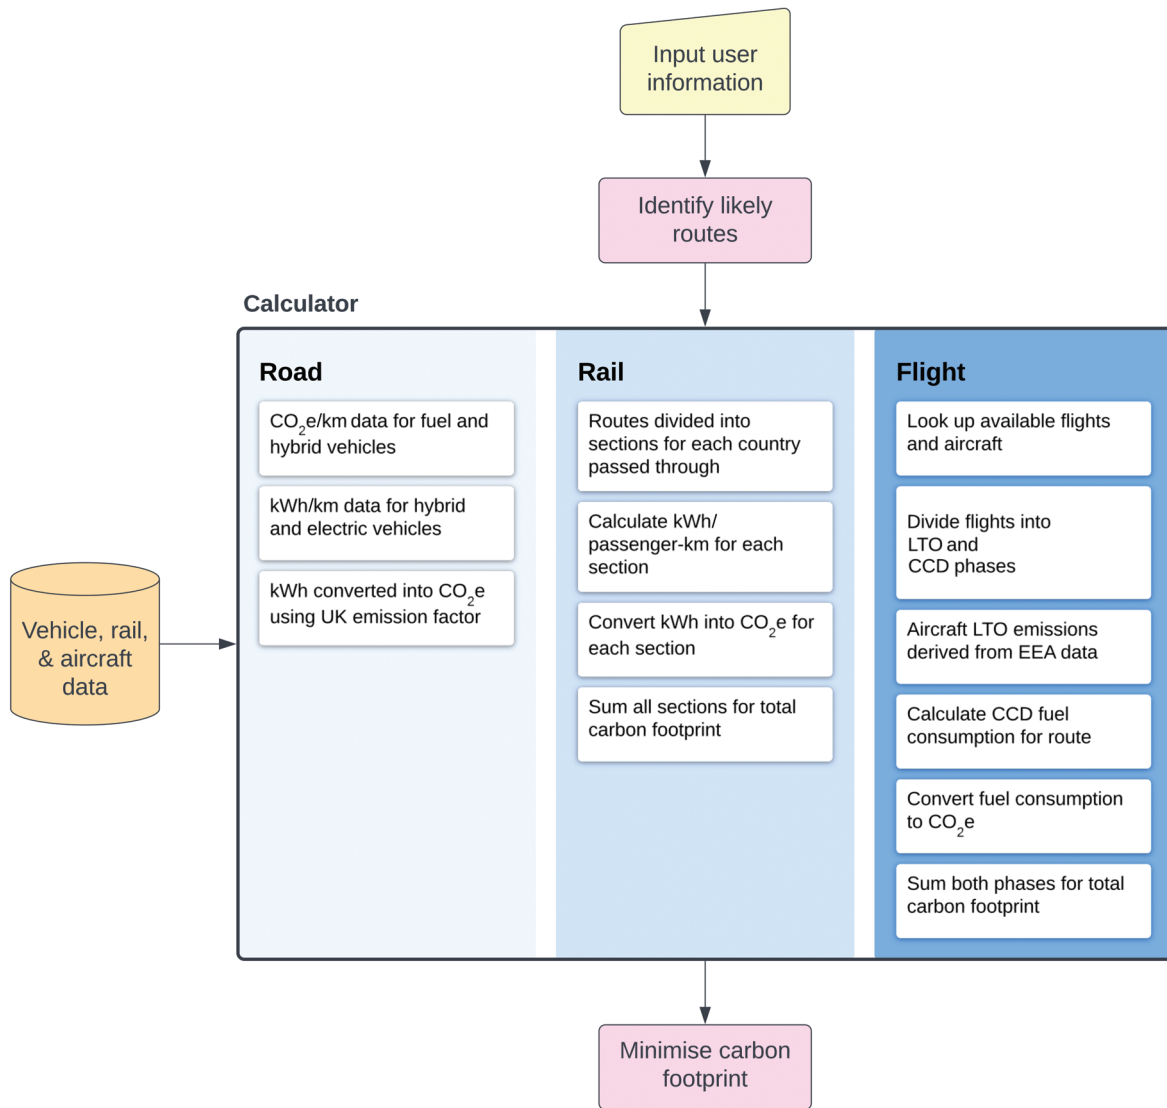 Input user
information
Identify likely
routes
Calculator
Road
CO₂e/km data for fuel and
hybrid vehicles
kWh/km data for hybrid
and electric vehicles
kWh converted into CO₂e
using UK emission factor
Rail
Routes divided into
sections for each country
passed through
Calculate kWh/
passenger-km for each
section
Convert kWh into CO₂e for
each section
Sum all sections for total
carbon footprint
Flight
Look up available flights
and aircraft
Divide flights into
LTO and
CCD phases
Aircraft LTO emissions
derived from EEA data
Calculate CCD fuel
consumption for route
Convert fuel consumption
to CO₂e
Sum both phases for total
carbon footprint
Vehicle, rail,
& aircraft
data
Minimise carbon
footprint